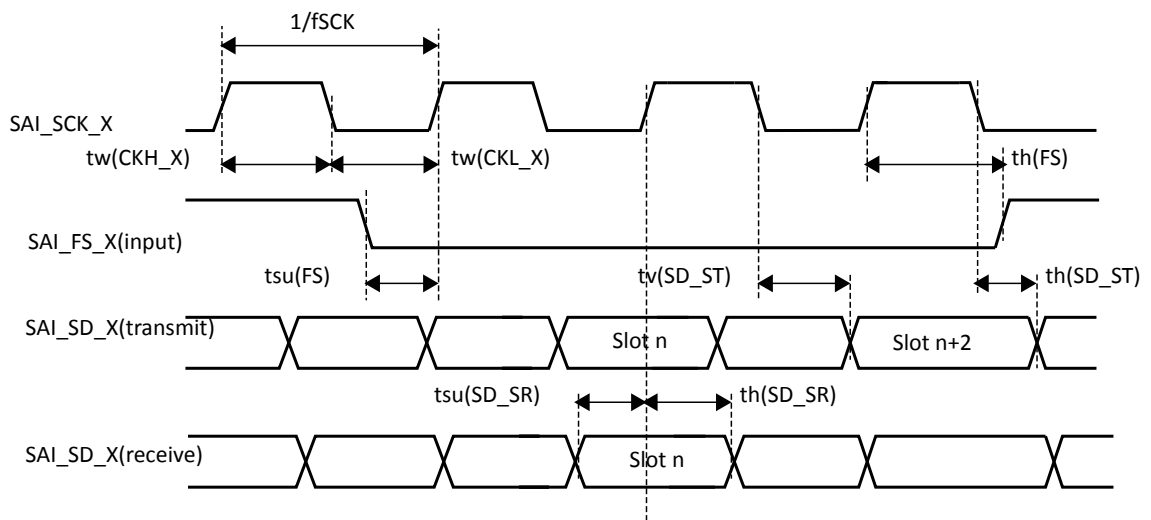 1/fSCK
SAI_SCK_X
tw(CKH_X)
tw(CKL_X)
th(FS)
SAI_FS_X(input)
tsu(FS)
tv(SD_ST)
th(SD_ST)
SAI_SD_X(transmit)
Slot n
Slot n+2
tsu(SD_SR)
th(SD_SR)
SAI_SD_X(receive)
Slot n